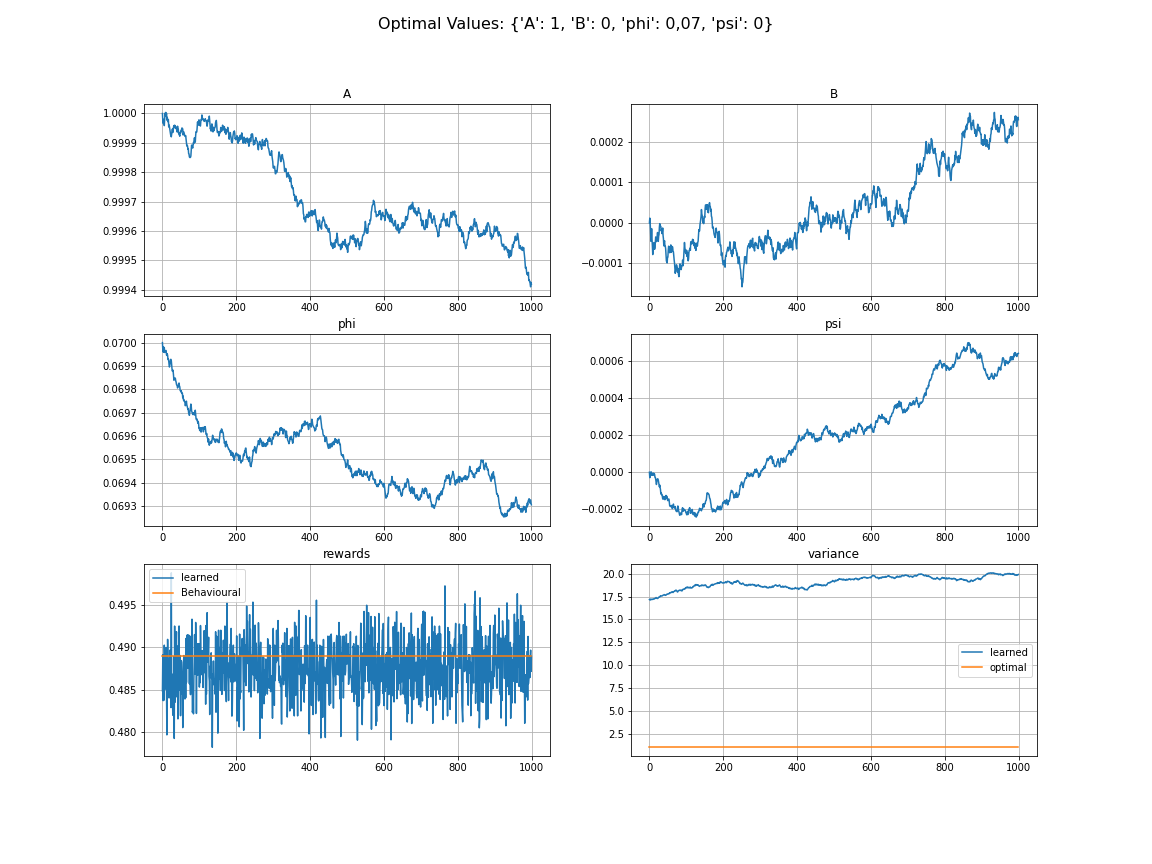 Optimal Values: {'A': 1, 'B': 0, 'phi': 0,07, 'psi': 0}
A
1.0000
0.9999
0.9998
0.9997
0.9996
0.9995
0.9994
0 200 400 600 800 1000
B
0.0002
0.0001
0.0000
−0.0001
0 200 400 600 800 1000
phi
0.0700
0.0699
0.0698
0.0697
0.0696
0.0695
0.0694
0.0693
0 200 400 600 800 1000
psi
0.0006
0.0004
0.0002
0.0000
−0.0002
0 200 400 600 800 1000
rewards
learned
Behavioural
0.495
0.490
0.485
0.480
0 200 400 600 800 1000
variance
20.0
17.5
15.0
12.5
10.0
7.5
5.0
2.5
learned
optimal
0 200 400 600 800 1000